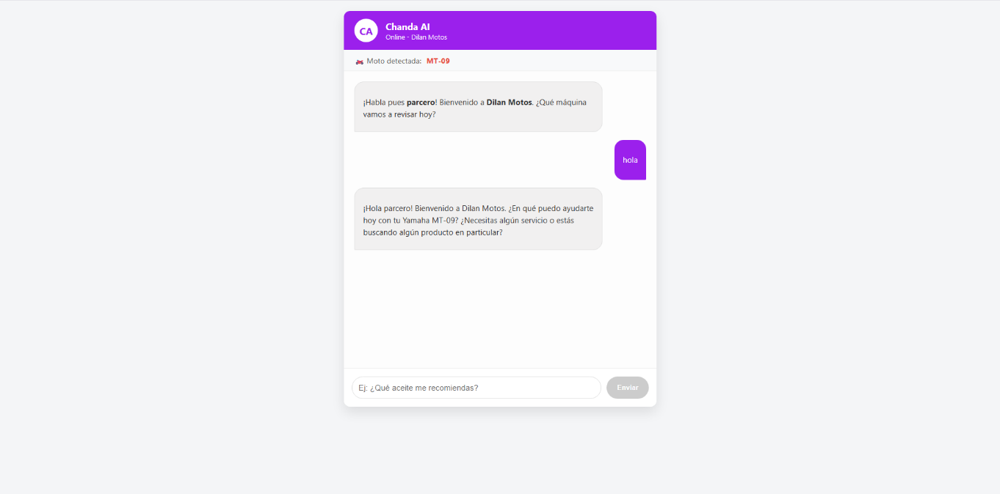 CA
Chanda AI
Online - Dilan Motos
Moto detectada: MT-09
¡Habla pues parcero! Bienvenido a Dilan Motos. ¿Qué máquina
vamos a revisar hoy?
hola
¡Hola parcero! Bienvenido a Dilan Motos. ¿En qué puedo ayudarte
hoy con tu Yamaha MT-09? ¿Necesitas algún servicio o estás
buscando algún producto en particular?
Ej: ¿Qué aceite me recomiendas?
Enviar